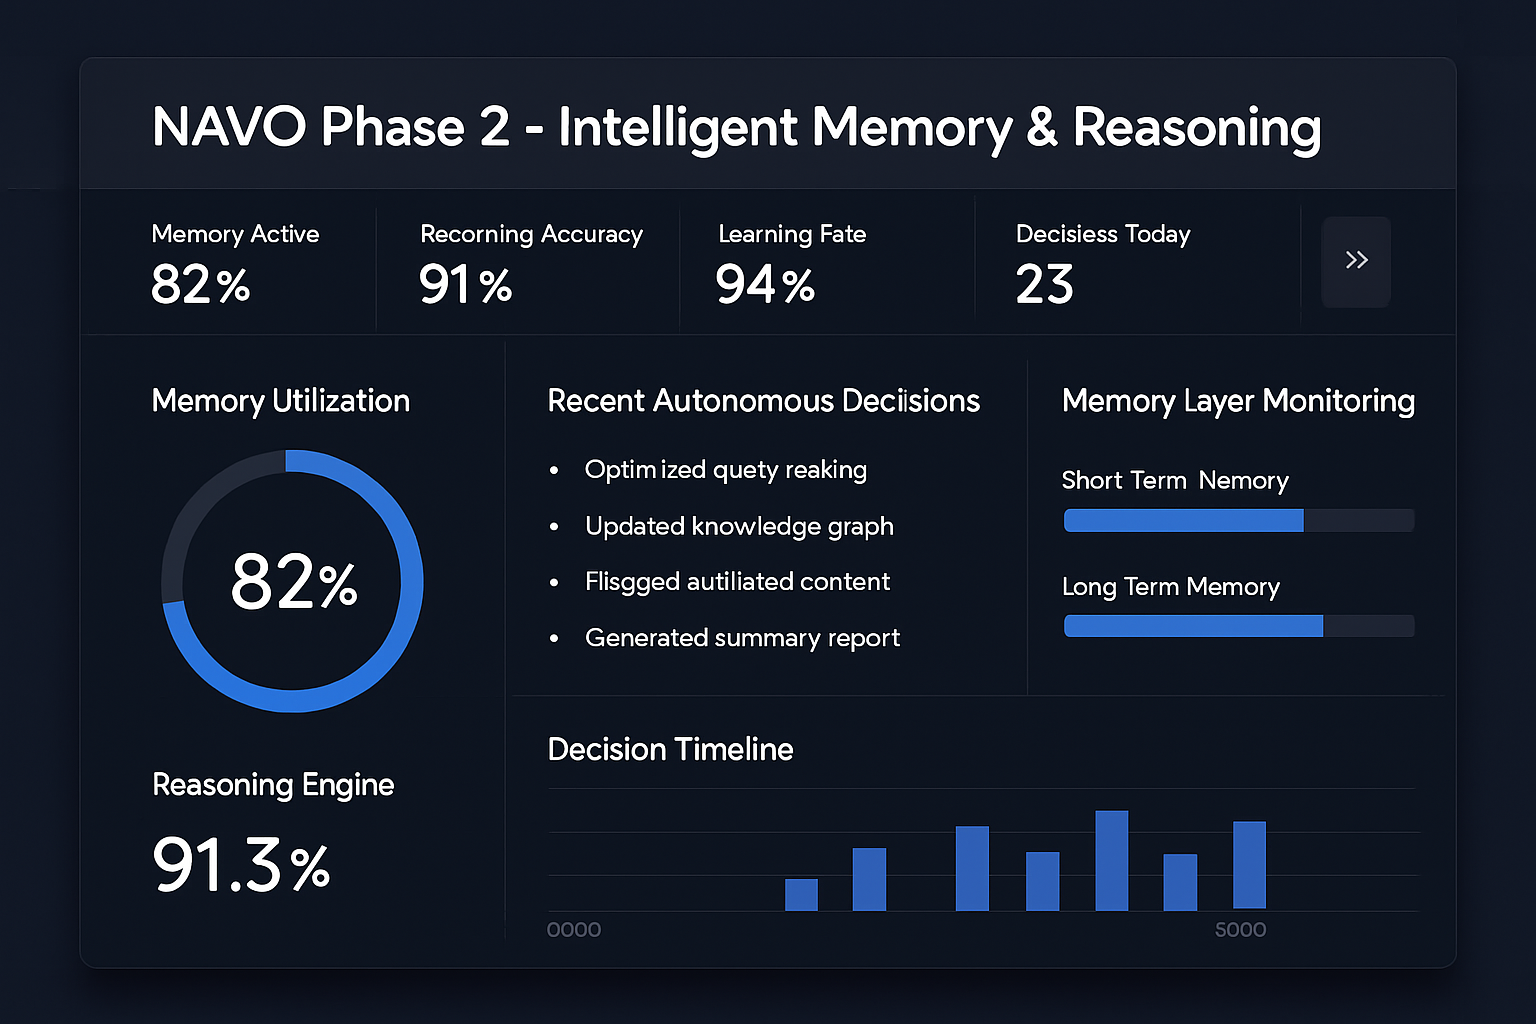 NAVO Phase 2 - Intelligent Memory & Reasoning
Memory Active
82%
Recorning Accuracy
91%
Learning Fate
94%
Decisiess Today
23
»
Memory Utilization
82%
Reasoning Engine
91.3%
Recent Autonomous Deciisions
• Optimized quety reaking
• Updated knowledge graph
• Flisgged autiliated content
• Generated summary report
Memory Layer Monitoring
Short Term Nemory
Long Term Memory
Decision Timeline
0000
5000